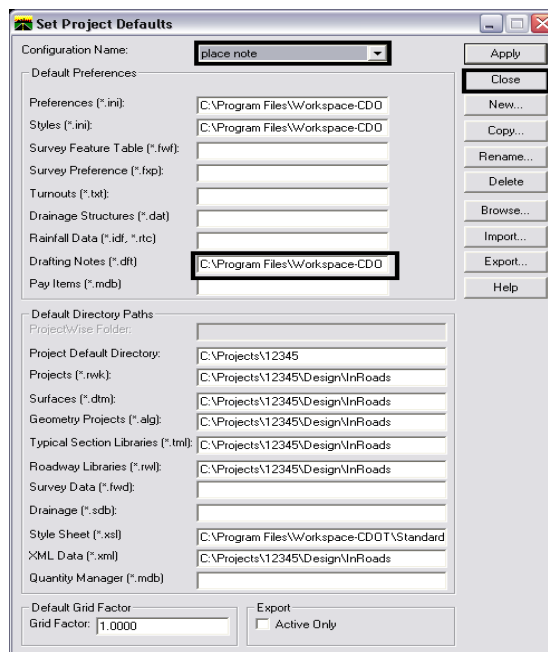 Set Project Defaults
Configuration Name: place note
Apply
Close
Default Preferences
Preferences (*.ini): C:\Program Files\Workspace-CDO
New...
Styles (*.ini): C:\Program Files\Workspace-CDO
Copy...
Survey Feature Table (*.fwf):
Survey Preference (*.fxp):
Rename...
Turnouts (*.txt):
Delete
Drainage Structures (*.dat)
Browse...
Rainfall Data (*.idf, *.rtc)
Import...
Drafting Notes (*.dft) C:\Program Files\Workspace-CDO
Export...
Pay Items (*.mdb)
Help
Default Directory Paths
ProjectWise Folder:
Project Default Directory: C:\Projects\12345
Projects (*.rwk): C:\Projects\12345\Design\InRoads
Surfaces (*.dtm): C:\Projects\12345\Design\InRoads
Geometry Projects (*.alg): C:\Projects\12345\Design\InRoads
Typical Section Libraries (*.tml): C:\Projects\12345\Design\InRoads
Roadway Libraries (*.rwl): C:\Projects\12345\Design\InRoads
Survey Data (*.fwd):
Drainage (*.sdb):
Style Sheet (*.xsl) C:\Program Files\Workspace-CDOT\Standard
XML Data (*.xml) C:\Projects\12345\Design\InRoads
Quantity Manager (*.mdb)
Default Grid Factor
Export
Grid Factor: 1.0000
Active Only